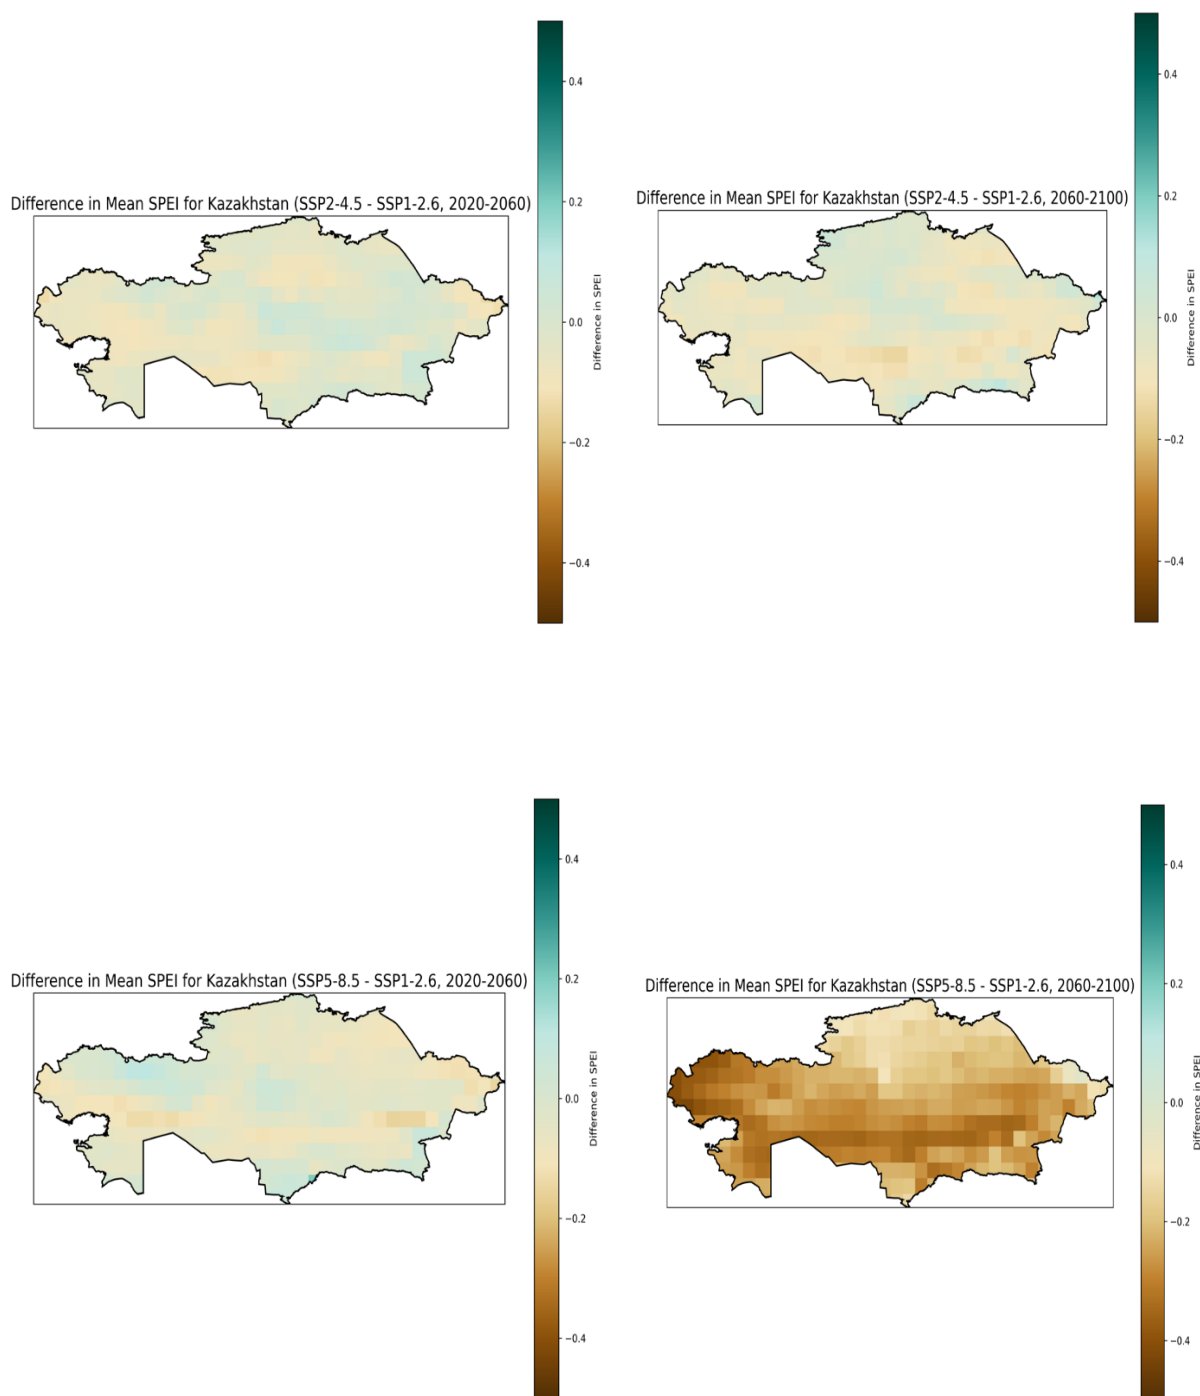 Difference in Mean SPEI for Kazakhstan (SSP2-4.5 - SSP1-2.6, 2020-2060)
0.4
0.2
0.0
−0.2
−0.4
Difference in SPEI
Difference in Mean SPEI for Kazakhstan (SSP2-4.5 - SSP1-2.6, 2060-2100)
0.4
0.2
0.0
−0.2
−0.4
Difference in SPEI
Difference in Mean SPEI for Kazakhstan (SSP5-8.5 - SSP1-2.6, 2020-2060)
0.4
0.2
0.0
−0.2
−0.4
Difference in SPEI
Difference in Mean SPEI for Kazakhstan (SSP5-8.5 - SSP1-2.6, 2060-2100)
0.4
0.2
0.0
−0.2
−0.4
Difference in SPEI